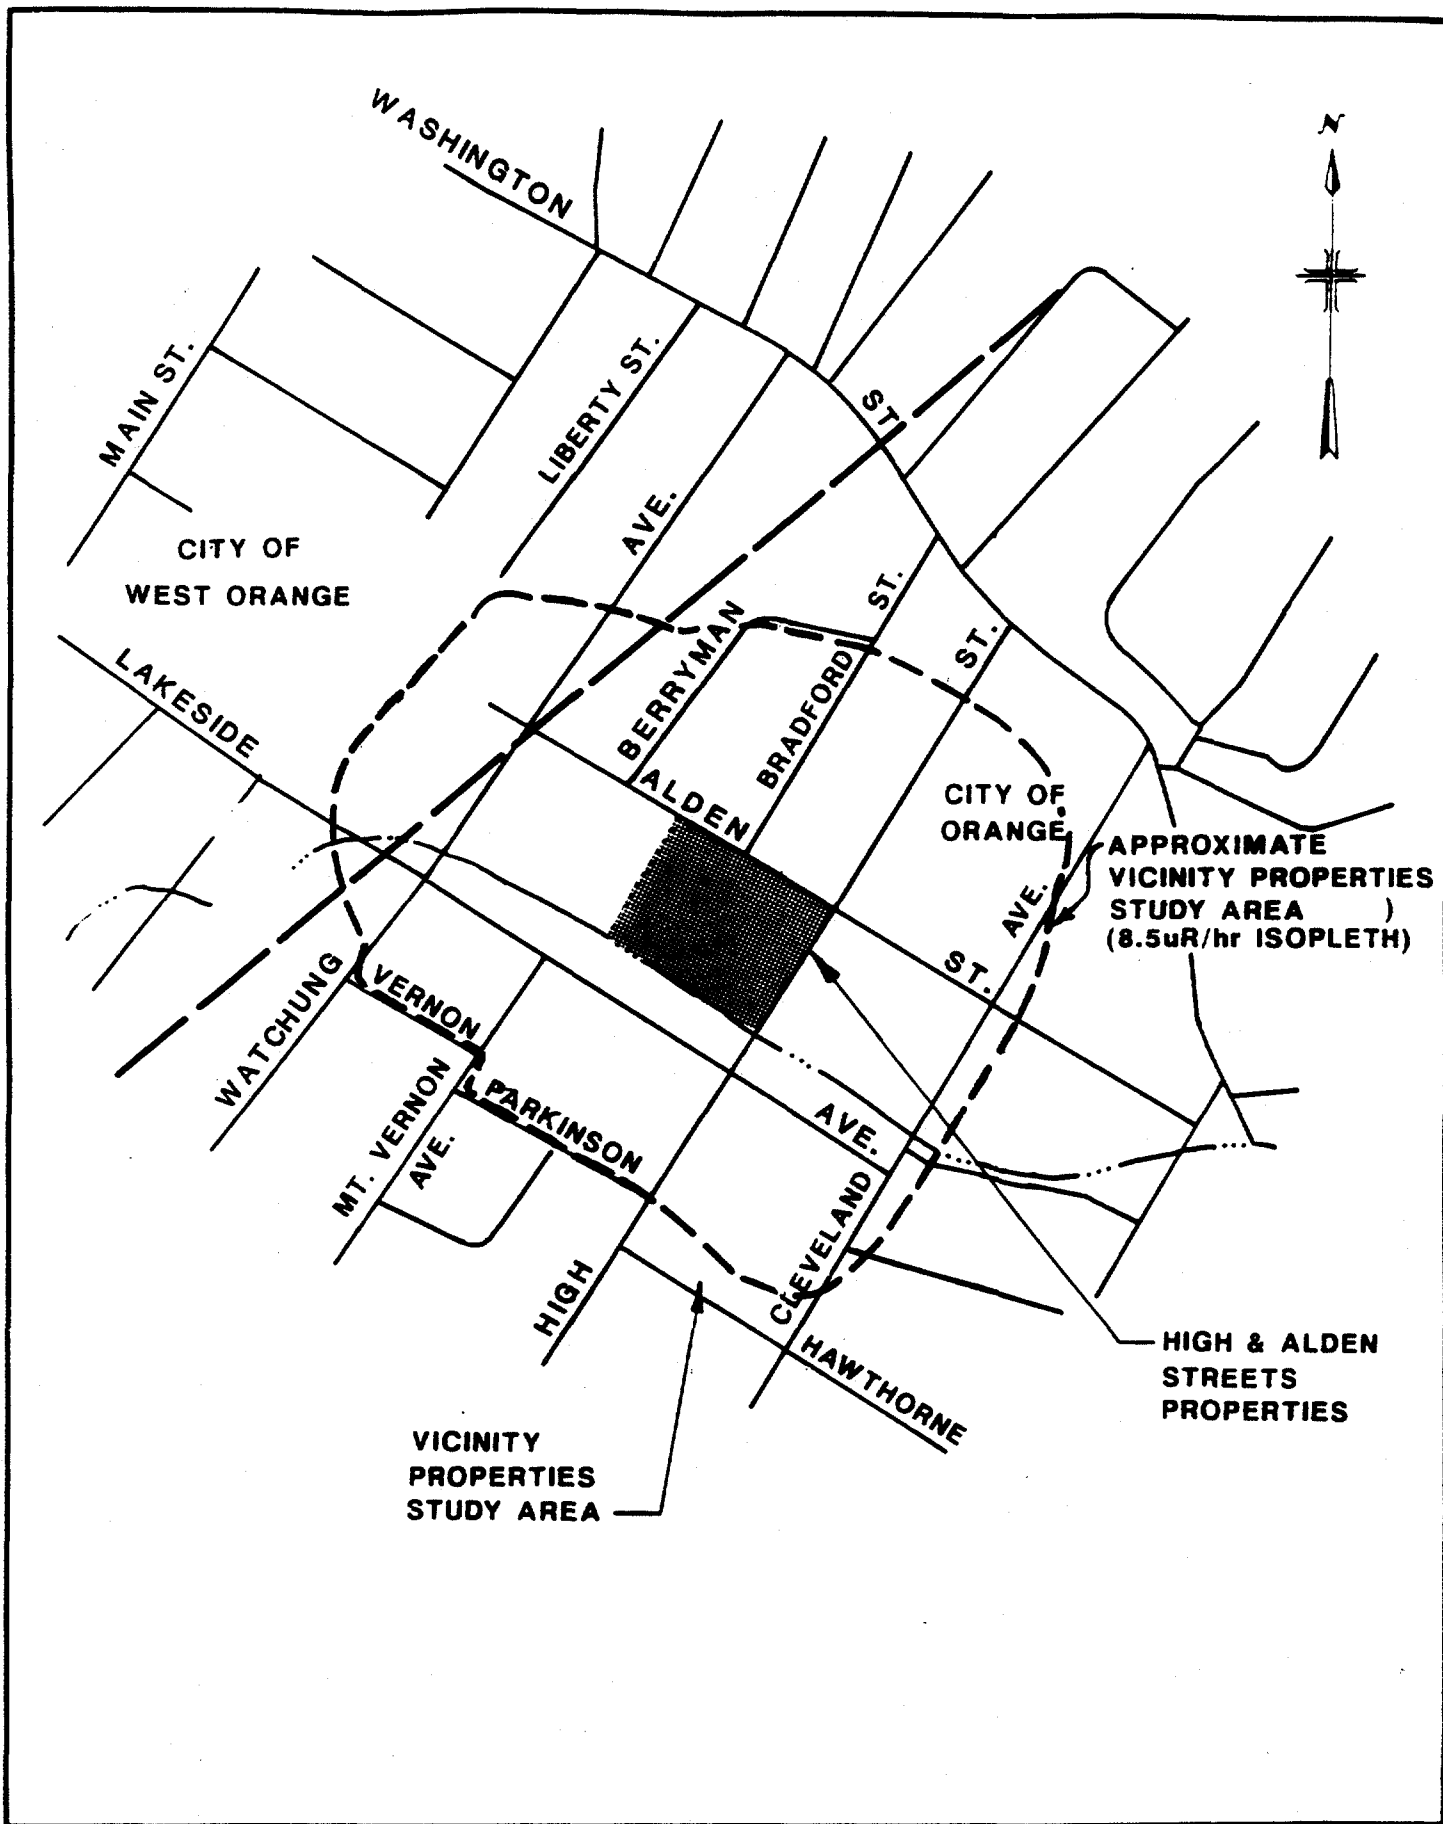 N
WASHINGTON
ST.
MAIN ST.
LIBERTY ST.
AVE.
CITY OF
WEST ORANGE
LAKESIDE
BERRYMAN
BRADFORD
ST.
ST.
ALDEN
CITY OF
ORANGE
APPROXIMATE
VICINITY PROPERTIES
STUDY AREA )
(8.5uR/hr ISOPLETH)
AVE.
ST.
WATCHUNG
VERNON
MT. VERNON
AVE.
PARKINSON
AVE.
CLEVELAND
HIGH
HAWTHORNE
HIGH & ALDEN
STREETS
PROPERTIES
VICINITY
PROPERTIES
STUDY AREA